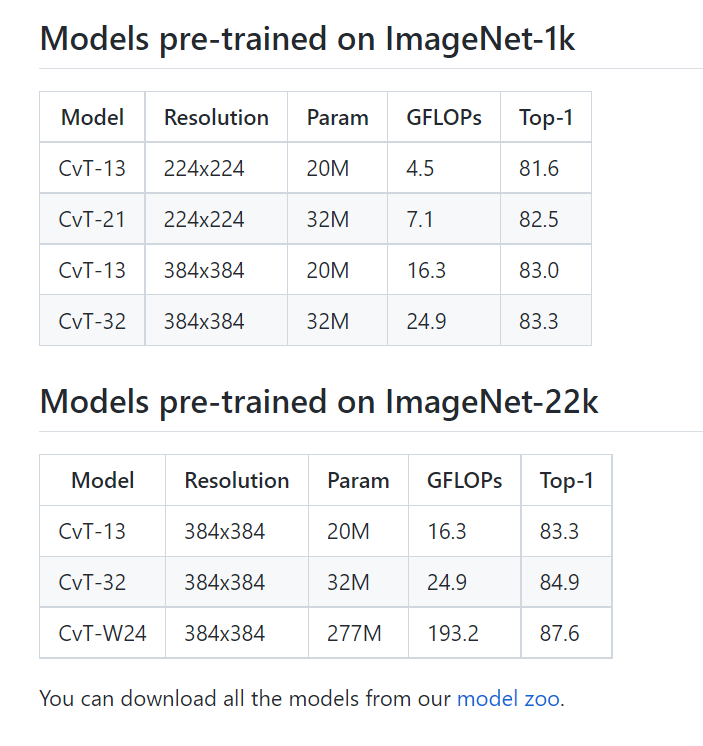 Models pre-trained on ImageNet-1k
Model Resolution Param GFLOPs Top-1
CvT-13 224x224 20M 4.5 81.6
CvT-21 224x224 32M 7.1 82.5
CvT-13 384x384 20M 16.3 83.0
CvT-32 384x384 32M 24.9 83.3
Models pre-trained on ImageNet-22k
Model Resolution Param GFLOPs Top-1
CvT-13 384x384 20M 16.3 83.3
CvT-32 384x384 32M 24.9 84.9
CvT-W24 384x384 277M 193.2 87.6
You can download all the models from our model zoo.